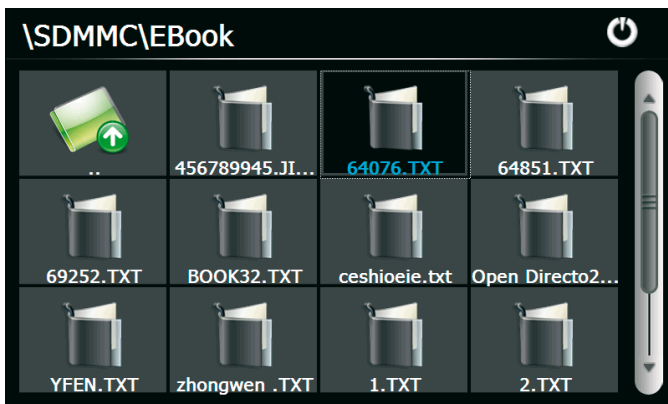 \SDMMC\EBook
..
456789945.JI...
64076.TXT
64851.TXT
69252.TXT
BOOK32.TXT
ceshioeie.txt
Open Directo2...
YFEN.TXT
zhongwen .TXT
1.TXT
2.TXT